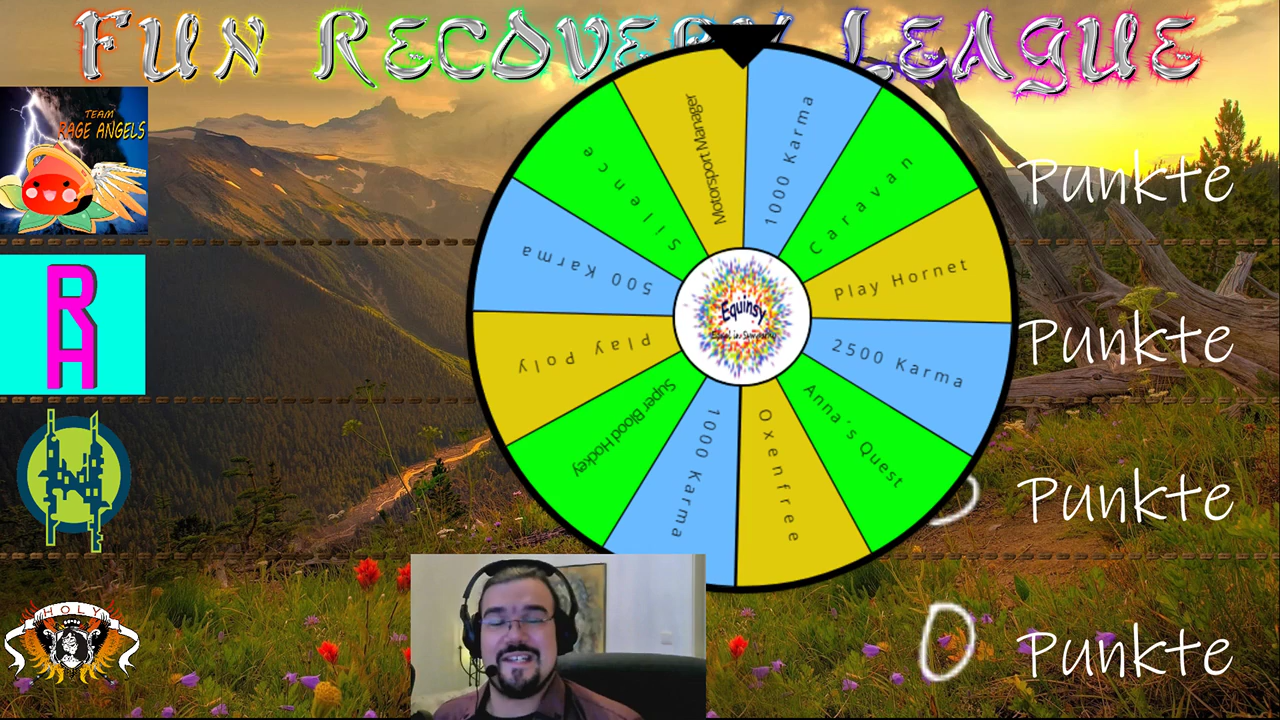 FUN RECOVERY LEAGUE
TEAM
RAGE ANGELS
Punkte
RH
Punkte
Punkte
HOLY
0 Punkte
Motorsport Manager
1000 Karma
Caravan
Play Hornet
2500 Karma
Anna's Quest
Oxenfree
1000 Karma
Super Blood Hockey
Play Poly
500 Karma
Silence
Equinsy